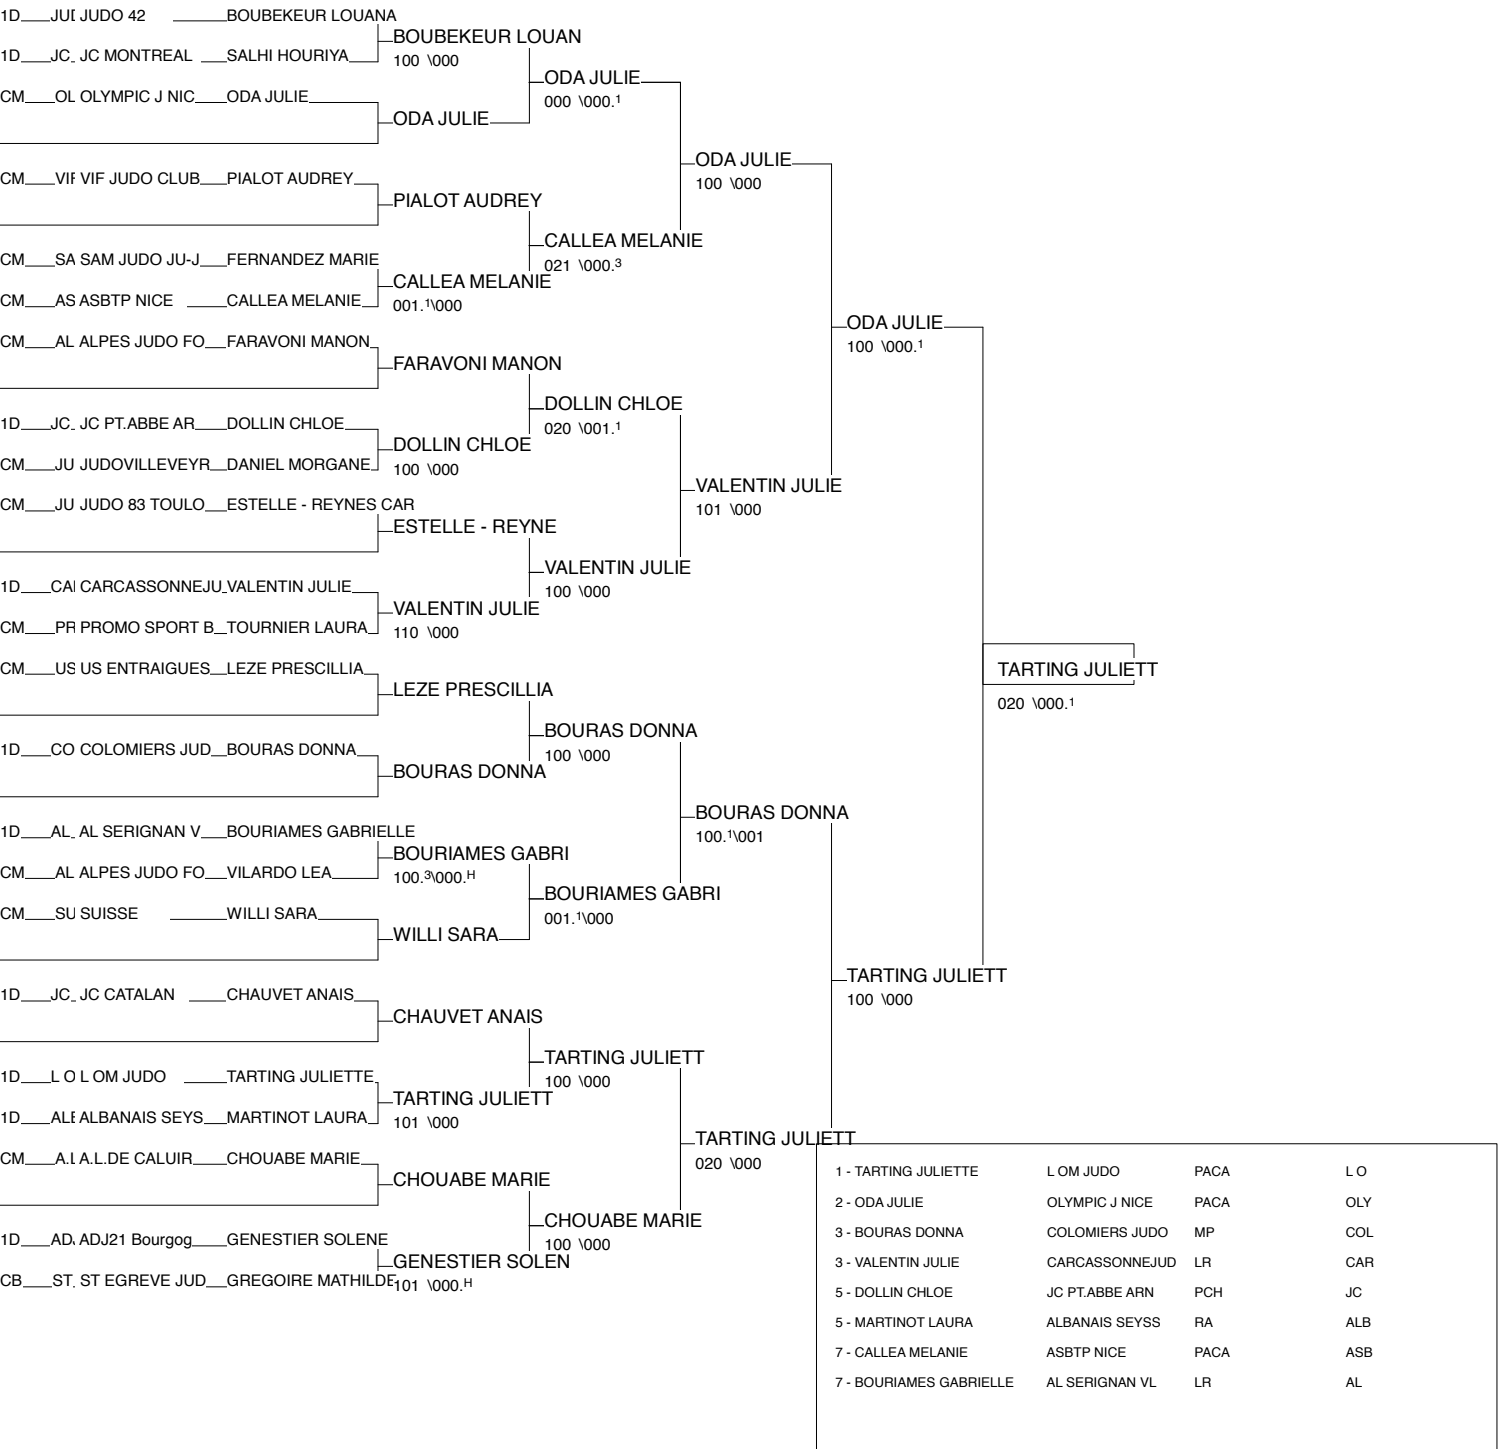 1D JUI JUDO 42 BOUBEKEUR LOUANA
BOUBEKEUR LOUAN
1D JC_ JC MONTREAL SALHI HOURIYA
100 \000
ODA JULIE
CM OL OLYMPIC J NIC ODA JULIE
000 \000.1
ODA JULIE
ODA JULIE
100 \000
CM VIF VIF JUDO CLUB PIALOT AUDREY
PIALOT AUDREY
CALLEA MELANIE
CM SA SAM JUDO JU-J FERNANDEZ MARIE
021 \000.3
CALLEA MELANIE
CM AS ASBTP NICE CALLEA MELANIE
001.1\000
ODA JULIE
CM AL ALPES JUDO FO FARAVONI MANON
100 \000.1
FARAVONI MANON
DOLLIN CHLOE
1D JC_ JC PT.ABBE AR DOLLIN CHLOE
020 \001.1
DOLLIN CHLOE
CM JU JUDOVILLEVEYR DANIEL MORGANE
100 \000
VALENTIN JULIE
CM JU JUDO 83 TOULO ESTELLE - REYNES CAR
101 \000
ESTELLE - REYNE
VALENTIN JULIE
1D CAI CARCASSONNEJU VALENTIN JULIE
100 \000
VALENTIN JULIE
CM PR PROMO SPORT B TOURNIER LAURA
110 \000
CM US US ENTRAIGUES LEZE PRESCILLIA
TARTING JULIETT
LEZE PRESCILLIA
020 \000.1
BOURAS DONNA
1D CO COLOMIERS JUD BOURAS DONNA
100 \000
BOURAS DONNA
BOURAS DONNA
1D AL_ AL SERIGNAN V BOURIAMES GABRIELLE
100.1\001
BOURIAMES GABRI
CM AL ALPES JUDO FO VILARDO LEA
100.3\000.H
BOURIAMES GABRI
CM SU SUISSE WILLI SARA
001.1\000
WILLI SARA
TARTING JULIETT
1D JC_ JC CATALAN CHAUVET ANAIS
100 \000
CHAUVET ANAIS
TARTING JULIETT
1D L O L OM JUDO TARTING JULIETTE
100 \000
TARTING JULIETT
1D ALB ALBANAIS SEYS MARTINOT LAURA
101 \000
TARTING JULIETT
CM A.L A.L.DE CALUIR CHOUABE MARIE
020 \000
CHOUABE MARIE
CHOUABE MARIE
1D ADJ ADJ21 Bourgog GENESTIER SOLENE
100 \000
GENESTIER SOLEN
CB ST_ ST EGREVE JUD GREGOIRE MATHILDE
101 \000.H
1 - TARTING JULIETTE L OM JUDO PACA L O
2 - ODA JULIE OLYMPIC J NICE PACA OLY
3 - BOURAS DONNA COLOMIERS JUDO MP COL
3 - VALENTIN JULIE CARCASSONNEJUD LR CAR
5 - DOLLIN CHLOE JC PT.ABBE ARN PCH JC
5 - MARTINOT LAURA ALBANAIS SEYSS RA ALB
7 - CALLEA MELANIE ASBTP NICE PACA ASB
7 - BOURIAMES GABRIELLE AL SERIGNAN VL LR AL